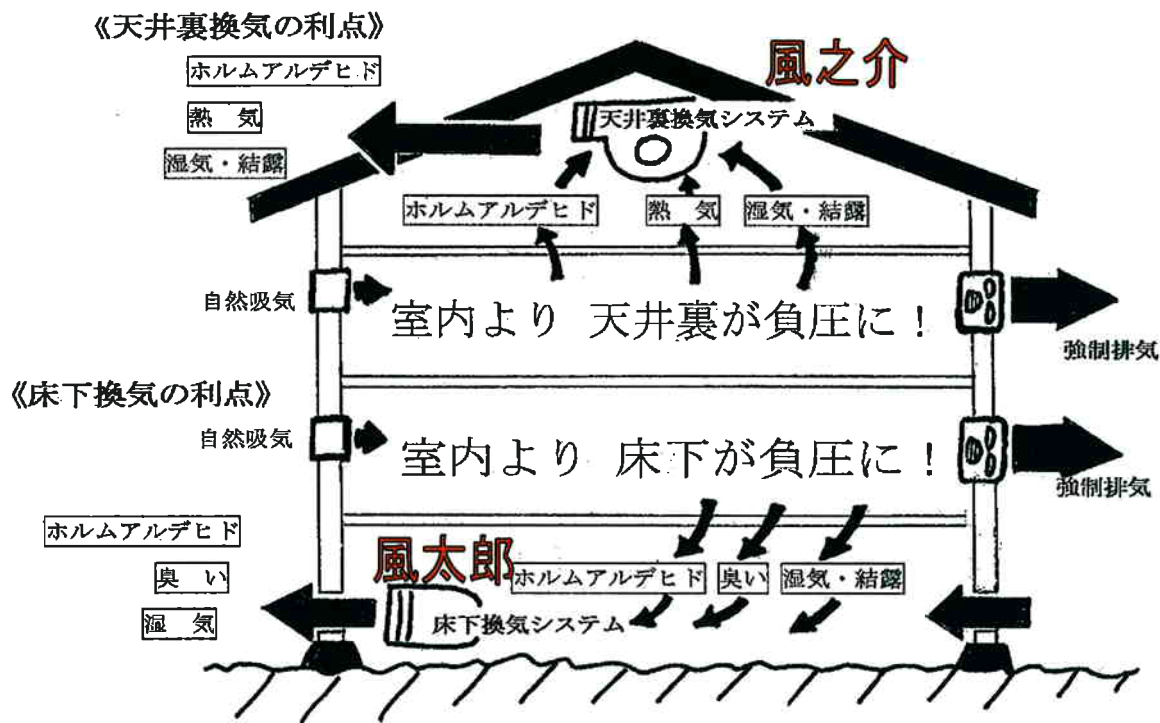 《天井裏換気の利点》
風之介
ホルムアルデヒド
熱 気
湿気・結露
天井裏換気システム
ホルムアルデヒド
熱 気
湿気・結露
自然吸気
室内より 天井裏が負圧に！
強制排気
《床下換気の利点》
自然吸気
室内より 床下が負圧に！
強制排気
ホルムアルデヒド
臭 い
湿 気
風太郎
ホルムアルデヒド
臭い
湿気・結露
床下換気システム